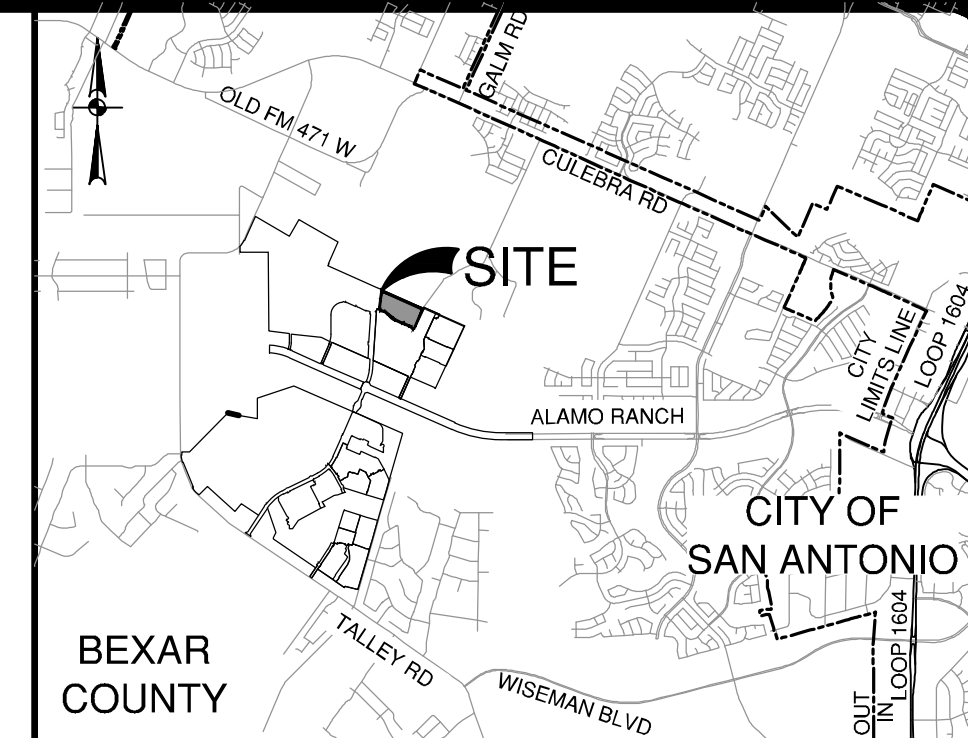 GALM RD
OLD FM 471 W
CULEBRA RD
SITE
LOOP 1604
CITY
LIMITS LINE
ALAMO RANCH
CITY OF
SAN ANTONIO
LOOP 1604
BEXAR
COUNTY
TALLEY RD
WISEMAN BLVD
OUT
IN